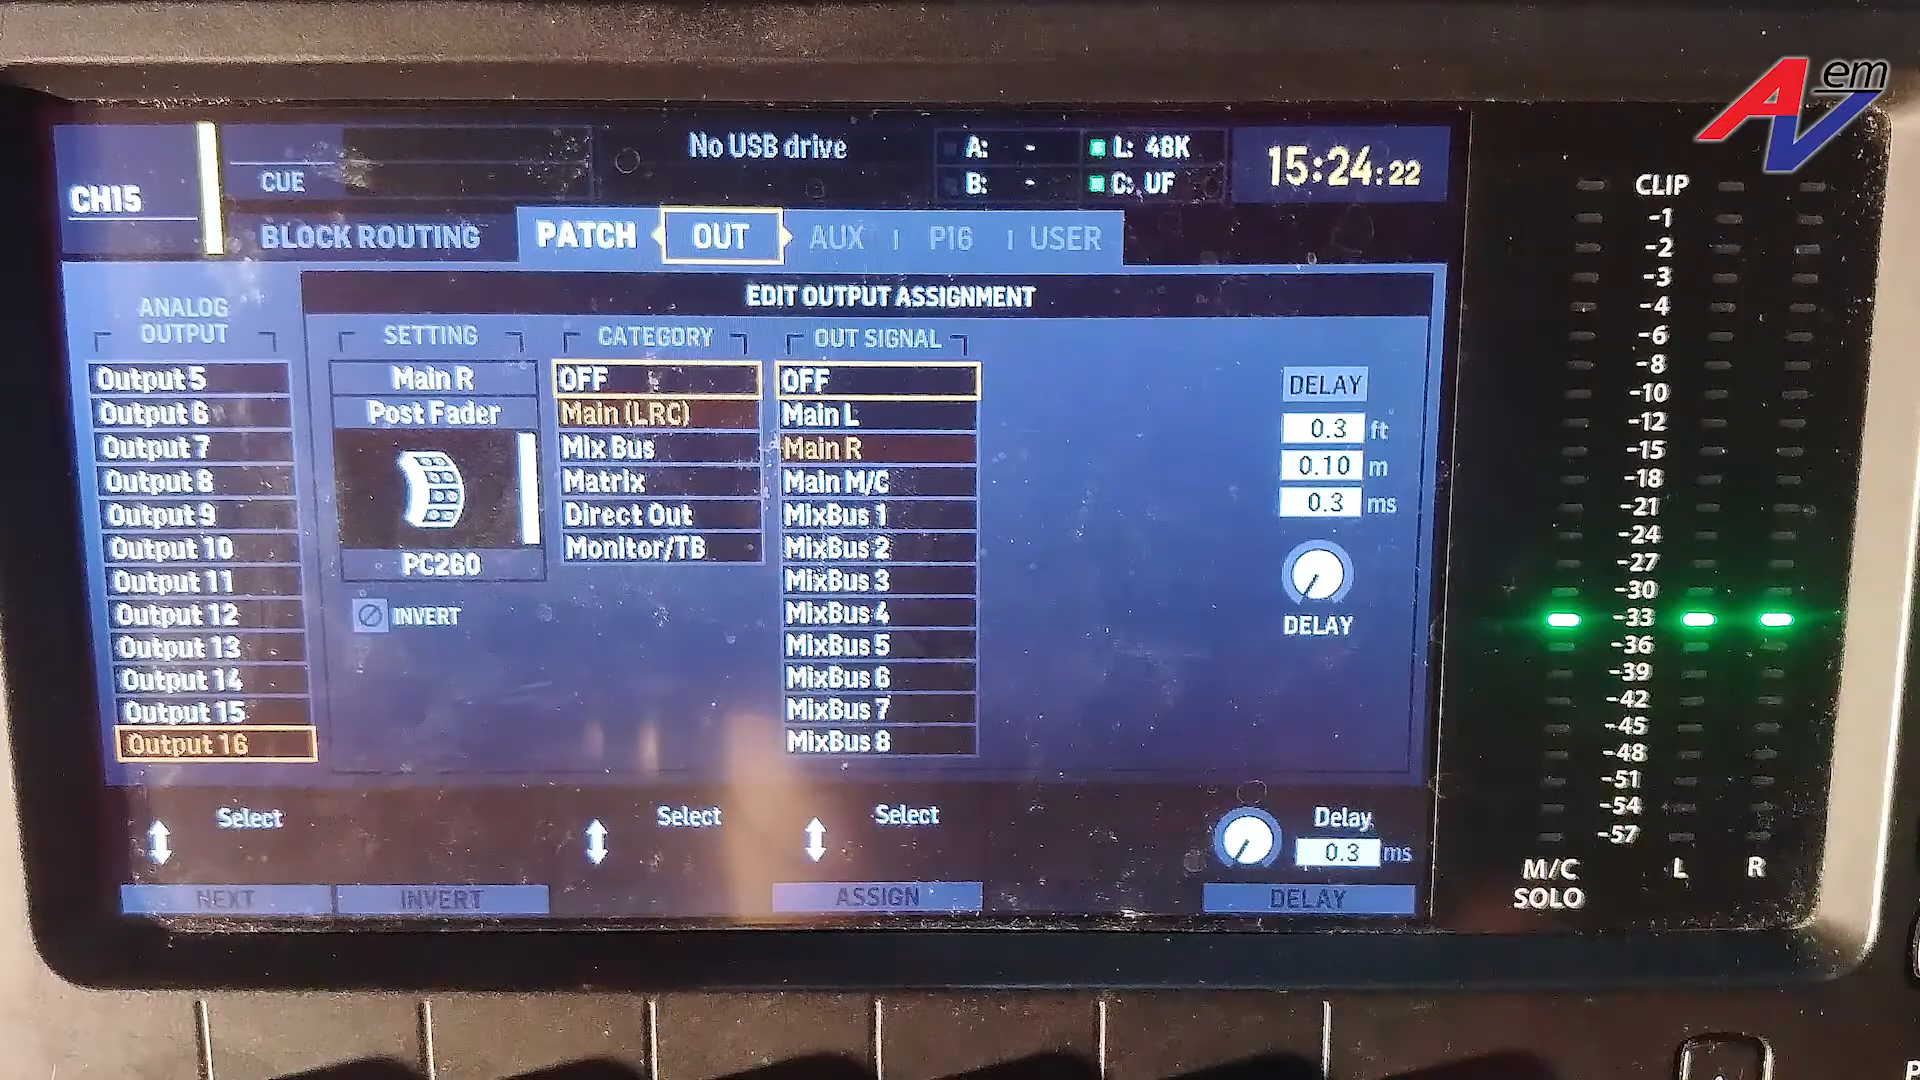 AV em
No USB drive
A: -
L: 48K
15:24:22
CH15
CUE
B: -
C: UF
BLOCK ROUTING
PATCH
OUT
AUX
P16
USER
EDIT OUTPUT ASSIGNMENT
ANALOG
OUTPUT
SETTING
CATEGORY
OUT SIGNAL
Output 5
Output 6
Output 7
Output 8
Output 9
Output 10
Output 11
Output 12
Output 13
Output 14
Output 15
Output 16
Main R
Post Fader
PC260
INVERT
OFF
Main (LRC)
Mix Bus
Matrix
Direct Out
Monitor/TB
OFF
Main L
Main R
Main M/C
MixBus 1
MixBus 2
MixBus 3
MixBus 4
MixBus 5
MixBus 6
MixBus 7
MixBus 8
DELAY
0.3 ft
0.10 m
0.3 ms
DELAY
Select
Select
Select
Delay
0.3 ms
NEXT
INVERT
ASSIGN
DELAY
CLIP
-1
-2
-3
-4
-6
-8
-10
-12
-15
-18
-21
-24
-27
-30
-33
-36
-39
-42
-45
-48
-51
-54
-57
M/C
SOLO
L
R